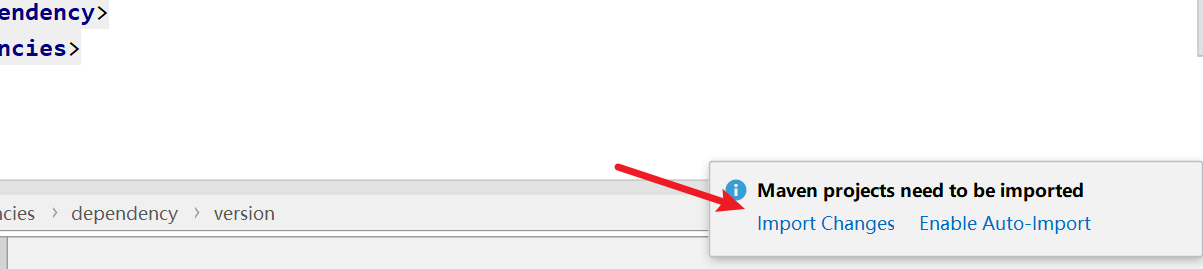 endency>
ncies>
Maven projects need to be imported
Import Changes Enable Auto-Import
ncies > dependency > version